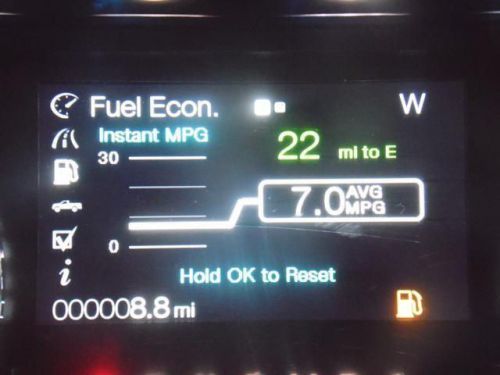 Fuel Econ.
W
Instant MPG
30
22 mi to E
7.0 AVG MPG
0
i
Hold OK to Reset
000008.8 mi